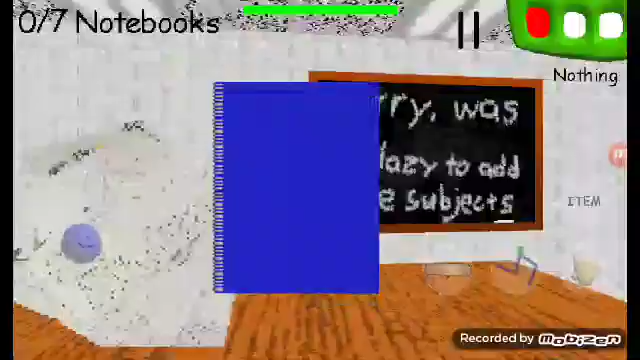 0/7 Notebooks
Nothing
rry, was
lazy to add
e subjects
ITEM
Recorded by mobizen